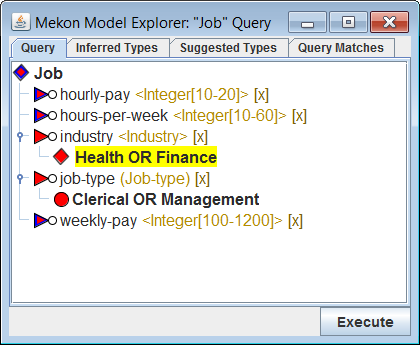 Mekon Model Explorer: "Job" Query
Query Inferred Types Suggested Types Query Matches
Job
hourly-pay <Integer[10-20]> [x]
hours-per-week <Integer[10-60]> [x]
industry <Industry> [x]
Health OR Finance
job-type (Job-type) [x]
Clerical OR Management
weekly-pay <Integer[100-1200]> [x]
Execute